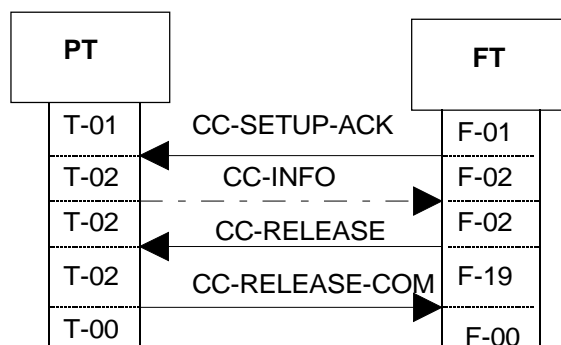 PT
FT
T-01
CC-SETUP-ACK
F-01
T-02
CC-INFO
F-02
T-02
CC-RELEASE
F-02
T-02
CC-RELEASE-COM
F-19
T-00
F-00